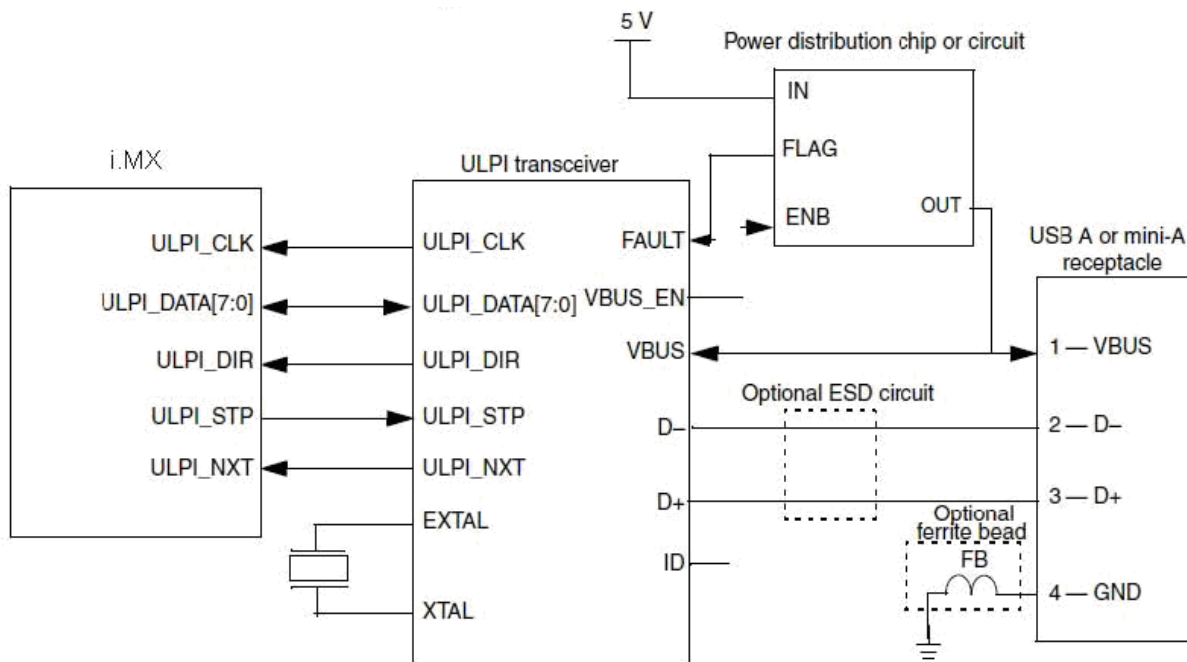 5 V
Power distribution chip or circuit
IN
FLAG
ENB
OUT
i.MX
ULPI_CLK
ULPI_DATA[7:0]
ULPI_DIR
ULPI_STP
ULPI_NXT
ULPI transceiver
ULPI_CLK
ULPI_DATA[7:0]
ULPI_DIR
ULPI_STP
ULPI_NXT
EXTAL
XTAL
FAULT
VBUS_EN
VBUS
D–
D+
ID
Optional ESD circuit
USB A or mini-A
receptacle
1 — VBUS
2 — D–
3 — D+
4 — GND
Optional
ferrite bead
FB